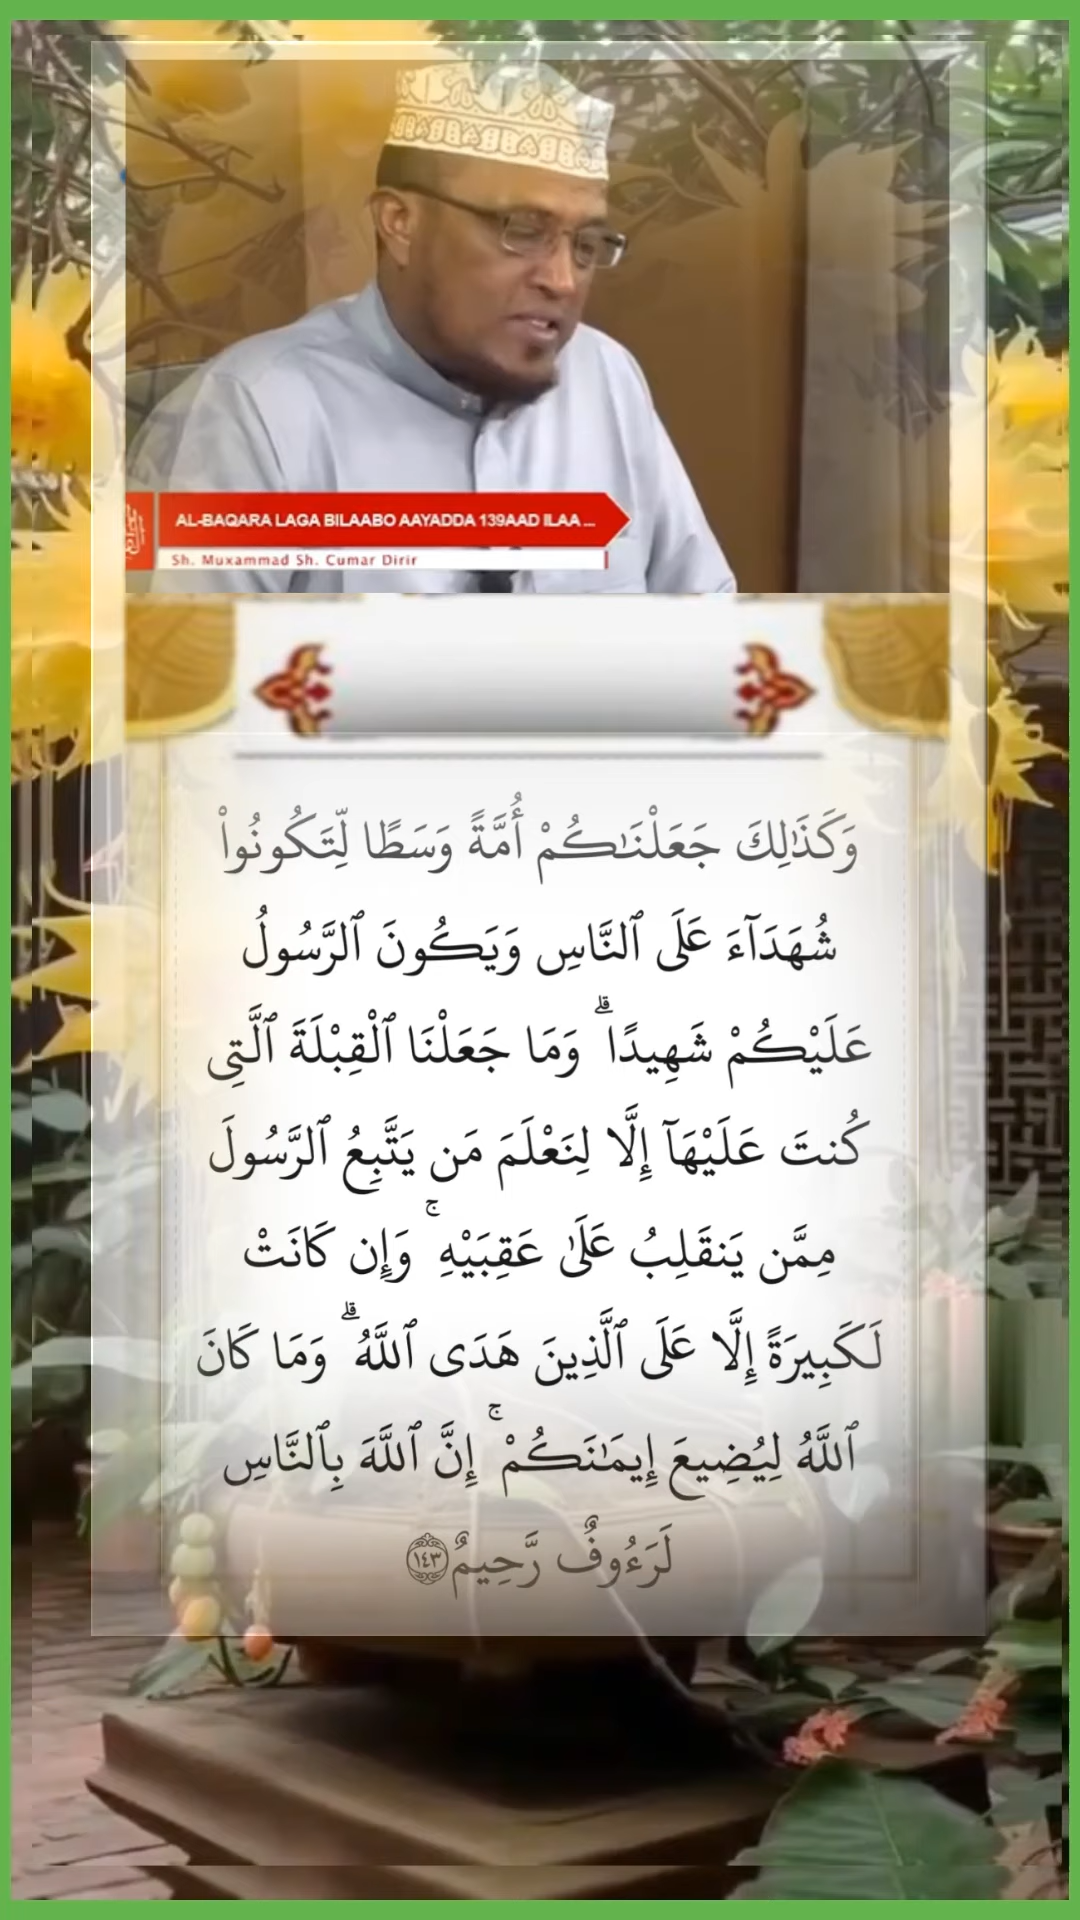 AL-BAQARA LAGA BILAABO AAYADDA 139AAD ILAA ...
Sh. Muxammad Sh. Cumar Dirir
وَكَذَٰلِكَ جَعَلْنَـٰكُمْ أُمَّةً وَسَطًا لِّتَكُونُوا۟
شُهَدَآءَ عَلَى ٱلنَّاسِ وَيَكُونَ ٱلرَّسُولُ
عَلَيْكُمْ شَهِيدًا ۗ وَمَا جَعَلْنَا ٱلْقِبْلَةَ ٱلَّتِى
كُنتَ عَلَيْهَآ إِلَّا لِنَعْلَمَ مَن يَتَّبِعُ ٱلرَّسُولَ
مِمَّن يَنقَلِبُ عَلَىٰ عَقِبَيْهِ ۚ وَإِن كَانَتْ
لَكَبِيرَةً إِلَّا عَلَى ٱلَّذِينَ هَدَى ٱللَّهُ ۗ وَمَا كَانَ
ٱللَّهُ لِيُضِيعَ إِيمَـٰنَكُمْ ۚ إِنَّ ٱللَّهَ بِٱلنَّاسِ
لَرَءُوفٌ رَّحِيمٌ ١٤٣